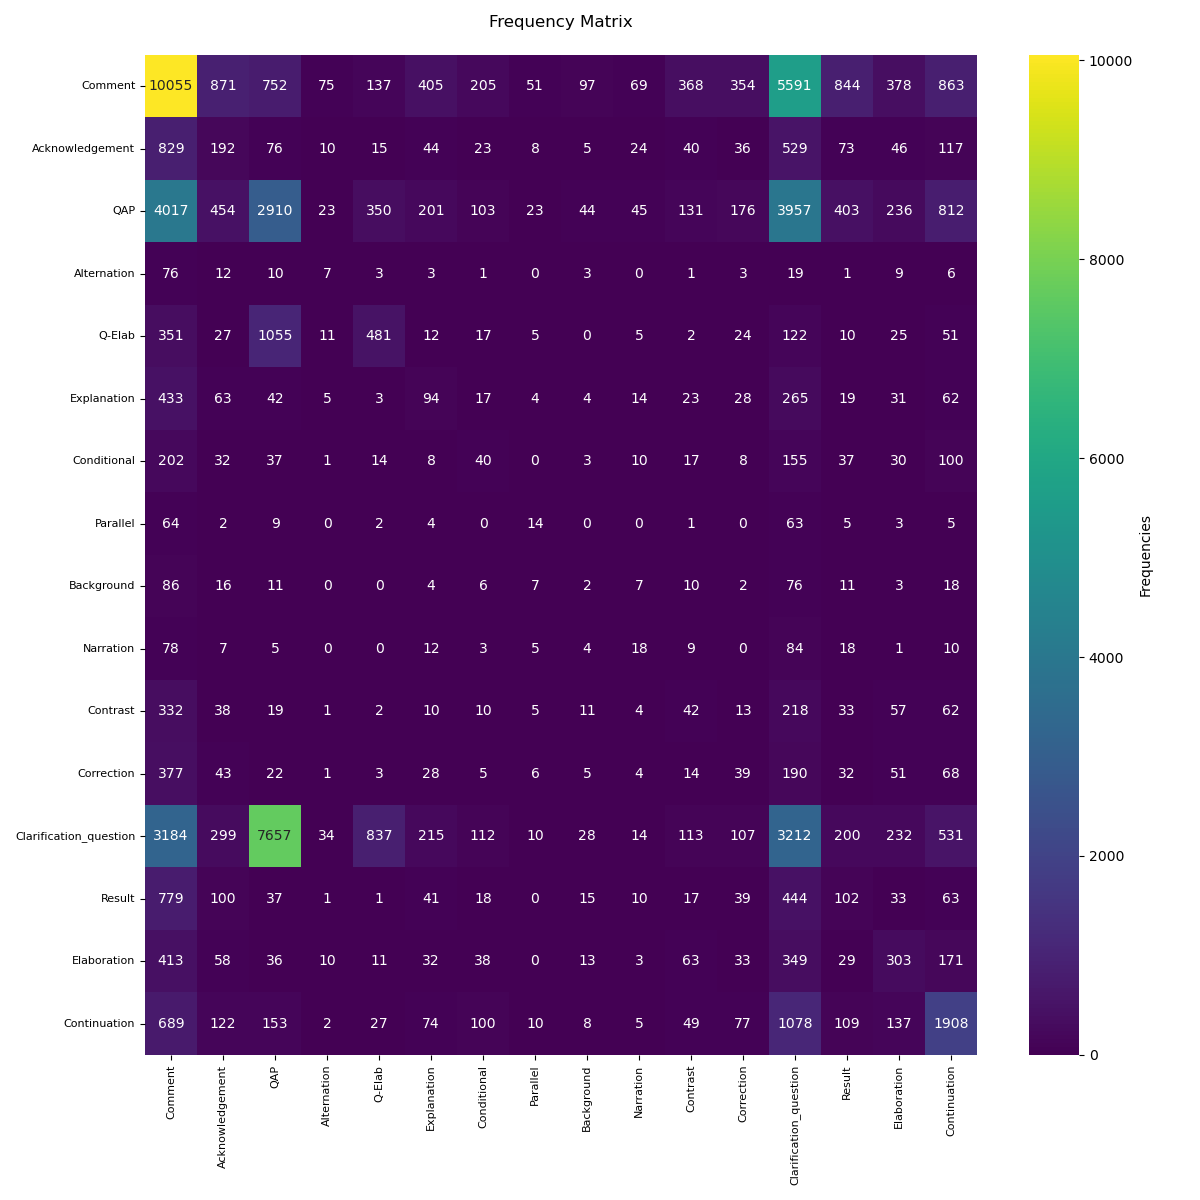 Frequency Matrix
Comment 10055 871 752 75 137 405 205 51 97 69 368 354 5591 844 378 863
Acknowledgement 829 192 76 10 15 44 23 8 5 24 40 36 529 73 46 117
QAP 4017 454 2910 23 350 201 103 23 44 45 131 176 3957 403 236 812
Alternation 76 12 10 7 3 3 1 0 3 0 1 3 19 1 9 6
Q-Elab 351 27 1055 11 481 12 17 5 0 5 2 24 122 10 25 51
Explanation 433 63 42 5 3 94 17 4 4 14 23 28 265 19 31 62
Conditional 202 32 37 1 14 8 40 0 3 10 17 8 155 37 30 100
Parallel 64 2 9 0 2 4 0 14 0 0 1 0 63 5 3 5
Background 86 16 11 0 0 4 6 7 2 7 10 2 76 11 3 18
Narration 78 7 5 0 0 12 3 5 4 18 9 0 84 18 1 10
Contrast 332 38 19 1 2 10 10 5 11 4 42 13 218 33 57 62
Correction 377 43 22 1 3 28 5 6 5 4 14 39 190 32 51 68
Clarification_question 3184 299 7657 34 837 215 112 10 28 14 113 107 3212 200 232 531
Result 779 100 37 1 1 41 18 0 15 10 17 39 444 102 33 63
Elaboration 413 58 36 10 11 32 38 0 13 3 63 33 349 29 303 171
Continuation 689 122 153 2 27 74 100 10 8 5 49 77 1078 109 137 1908
Comment
Acknowledgement
QAP
Alternation
Q-Elab
Explanation
Conditional
Parallel
Background
Narration
Contrast
Correction
Clarification_question
Result
Elaboration
Continuation
10000
8000
6000
4000
2000
0
Frequencies